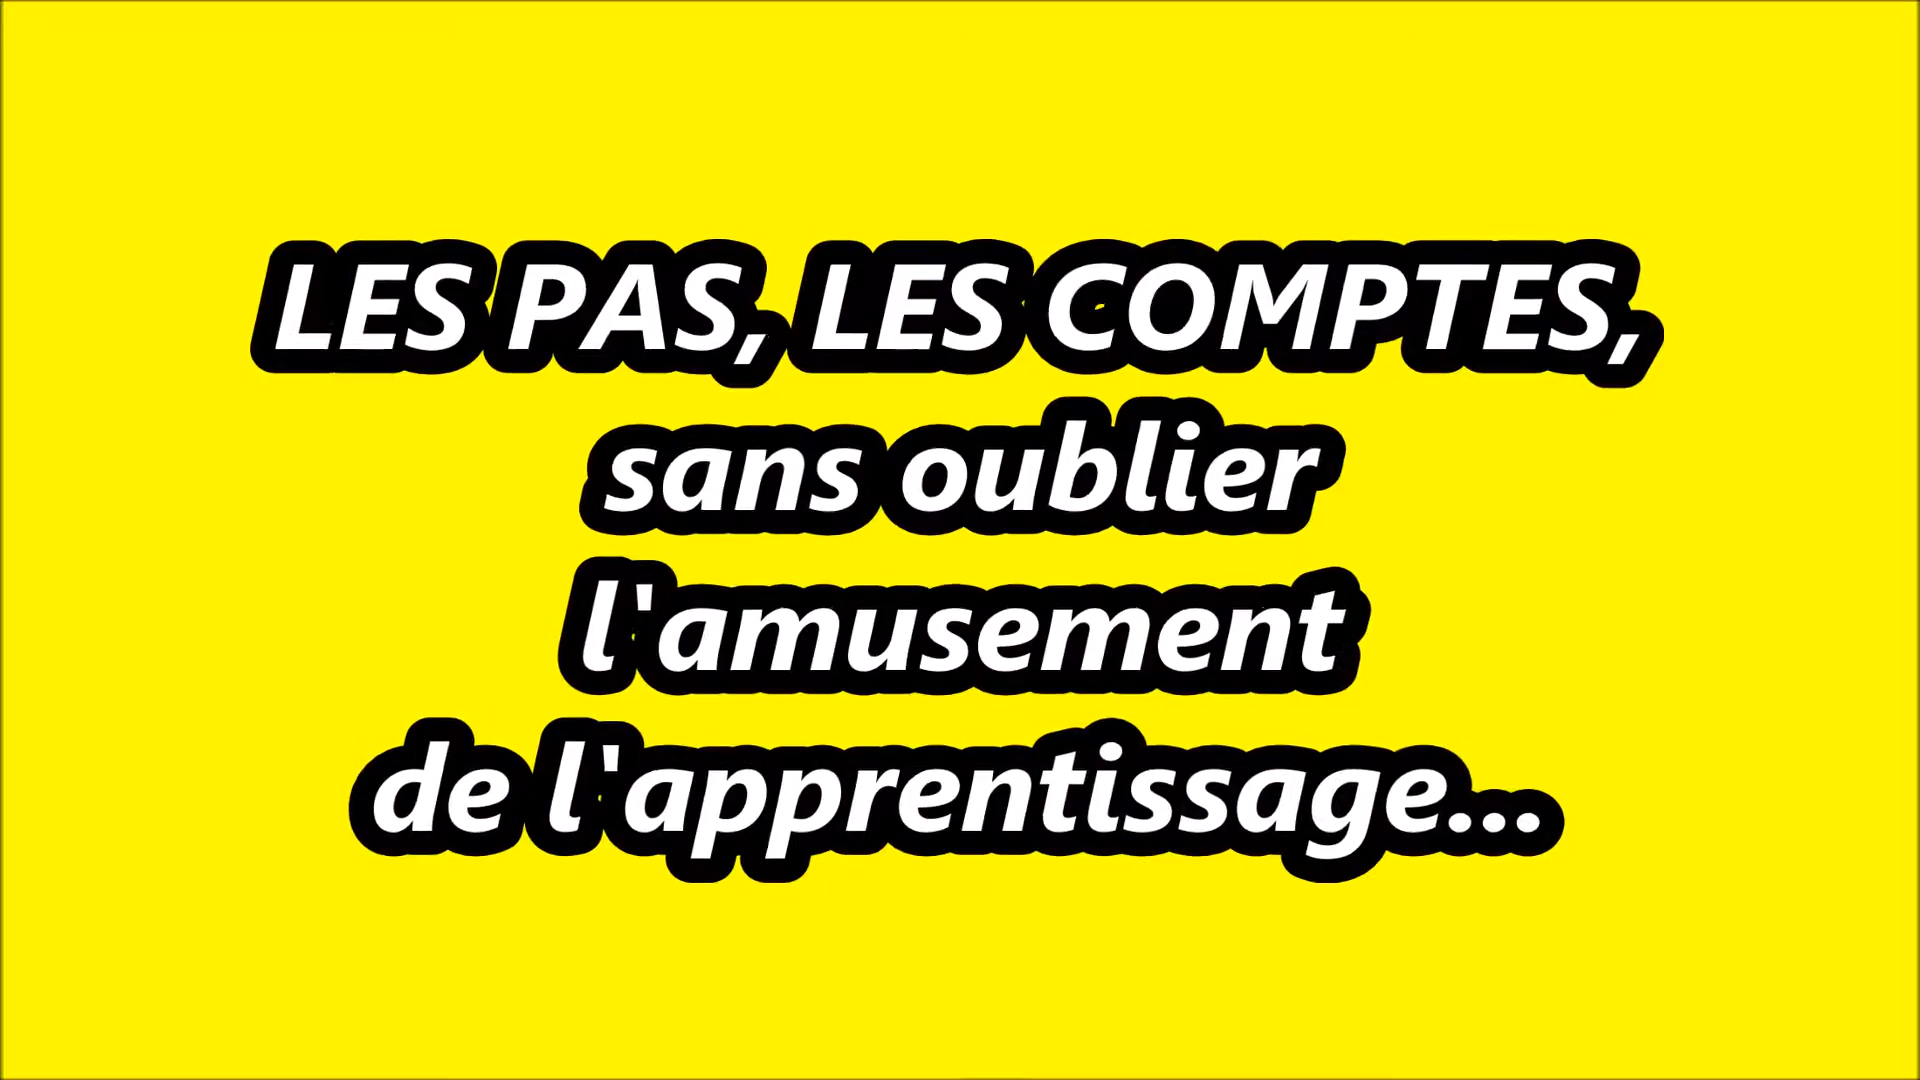 LES PAS, LES COMPTES,
sans oublier
l'amusement
de l'apprentissage...